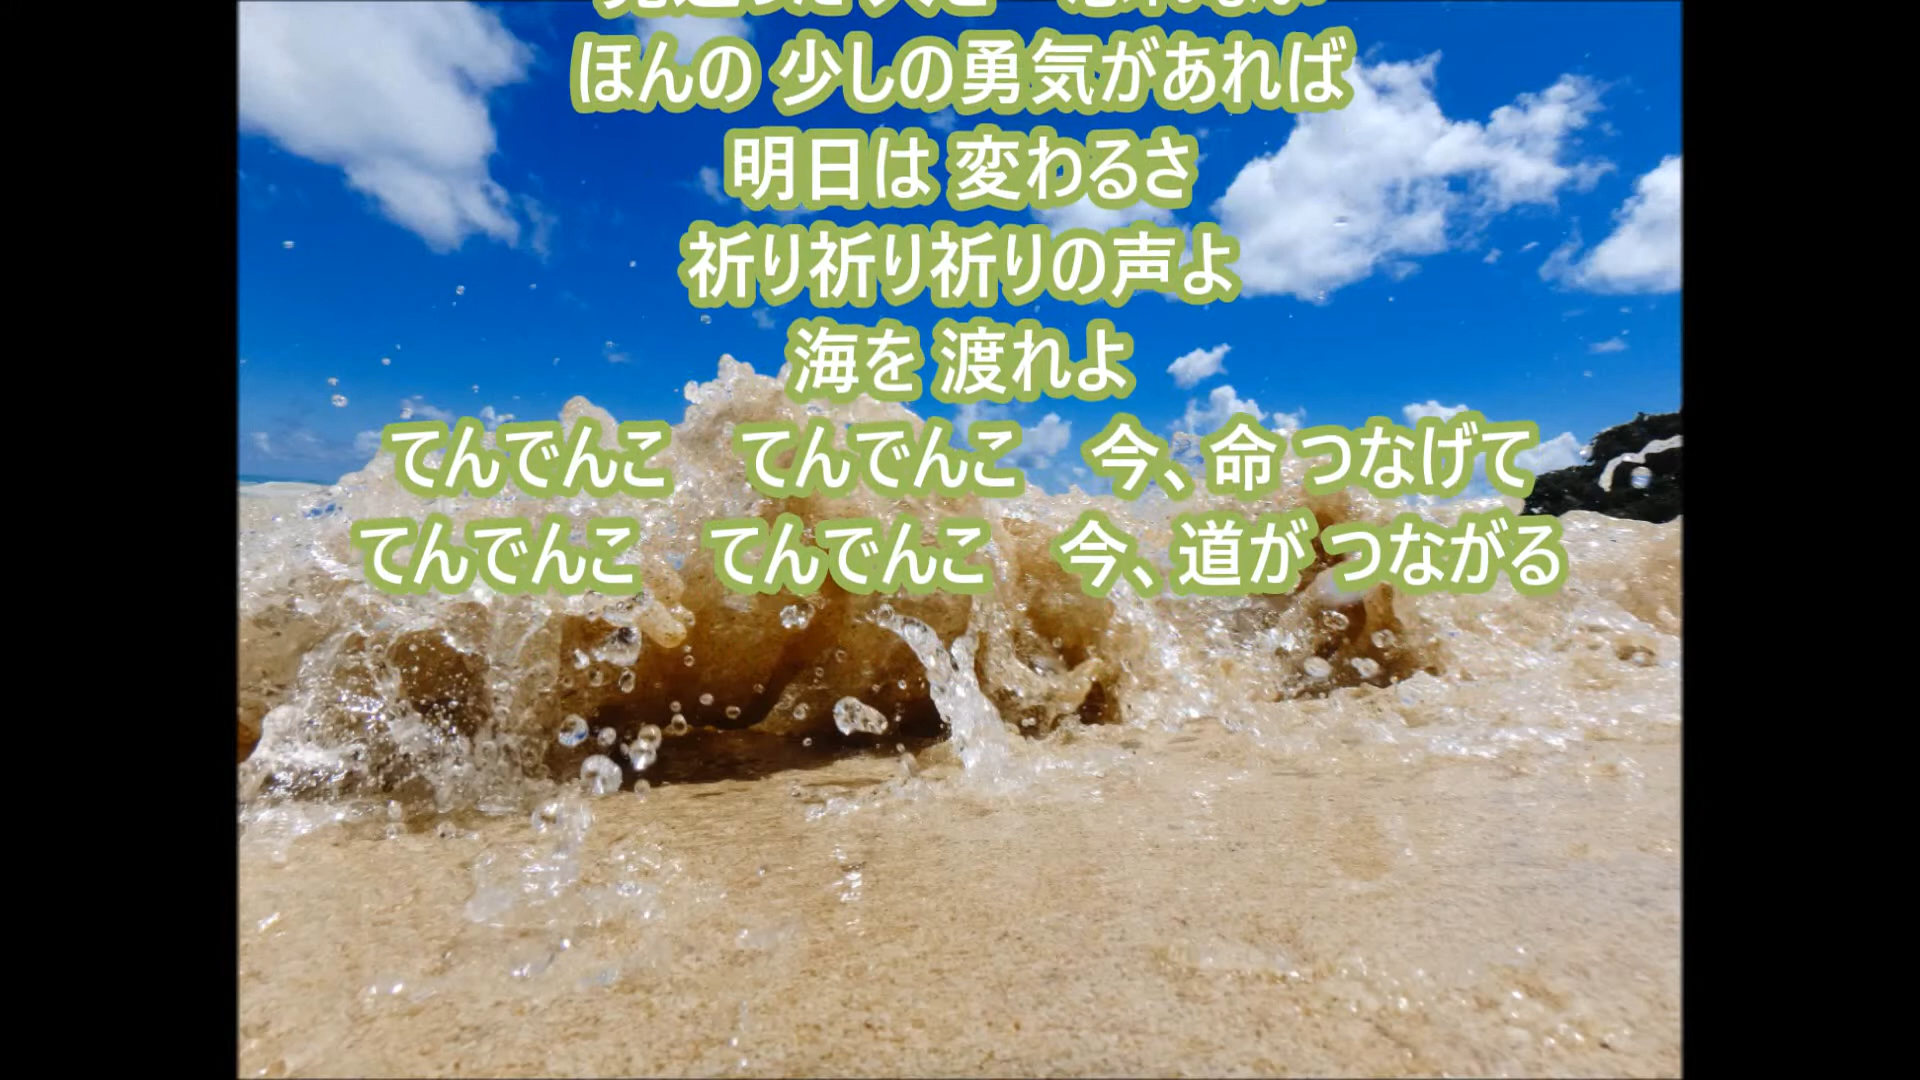 ほんの 少しの勇気があれば
明日は 変わるさ
祈り祈り祈りの声よ
海を 渡れよ
てんでんこ　てんでんこ　今、命 つなげて
てんでんこ　てんでんこ　今、道が つながる